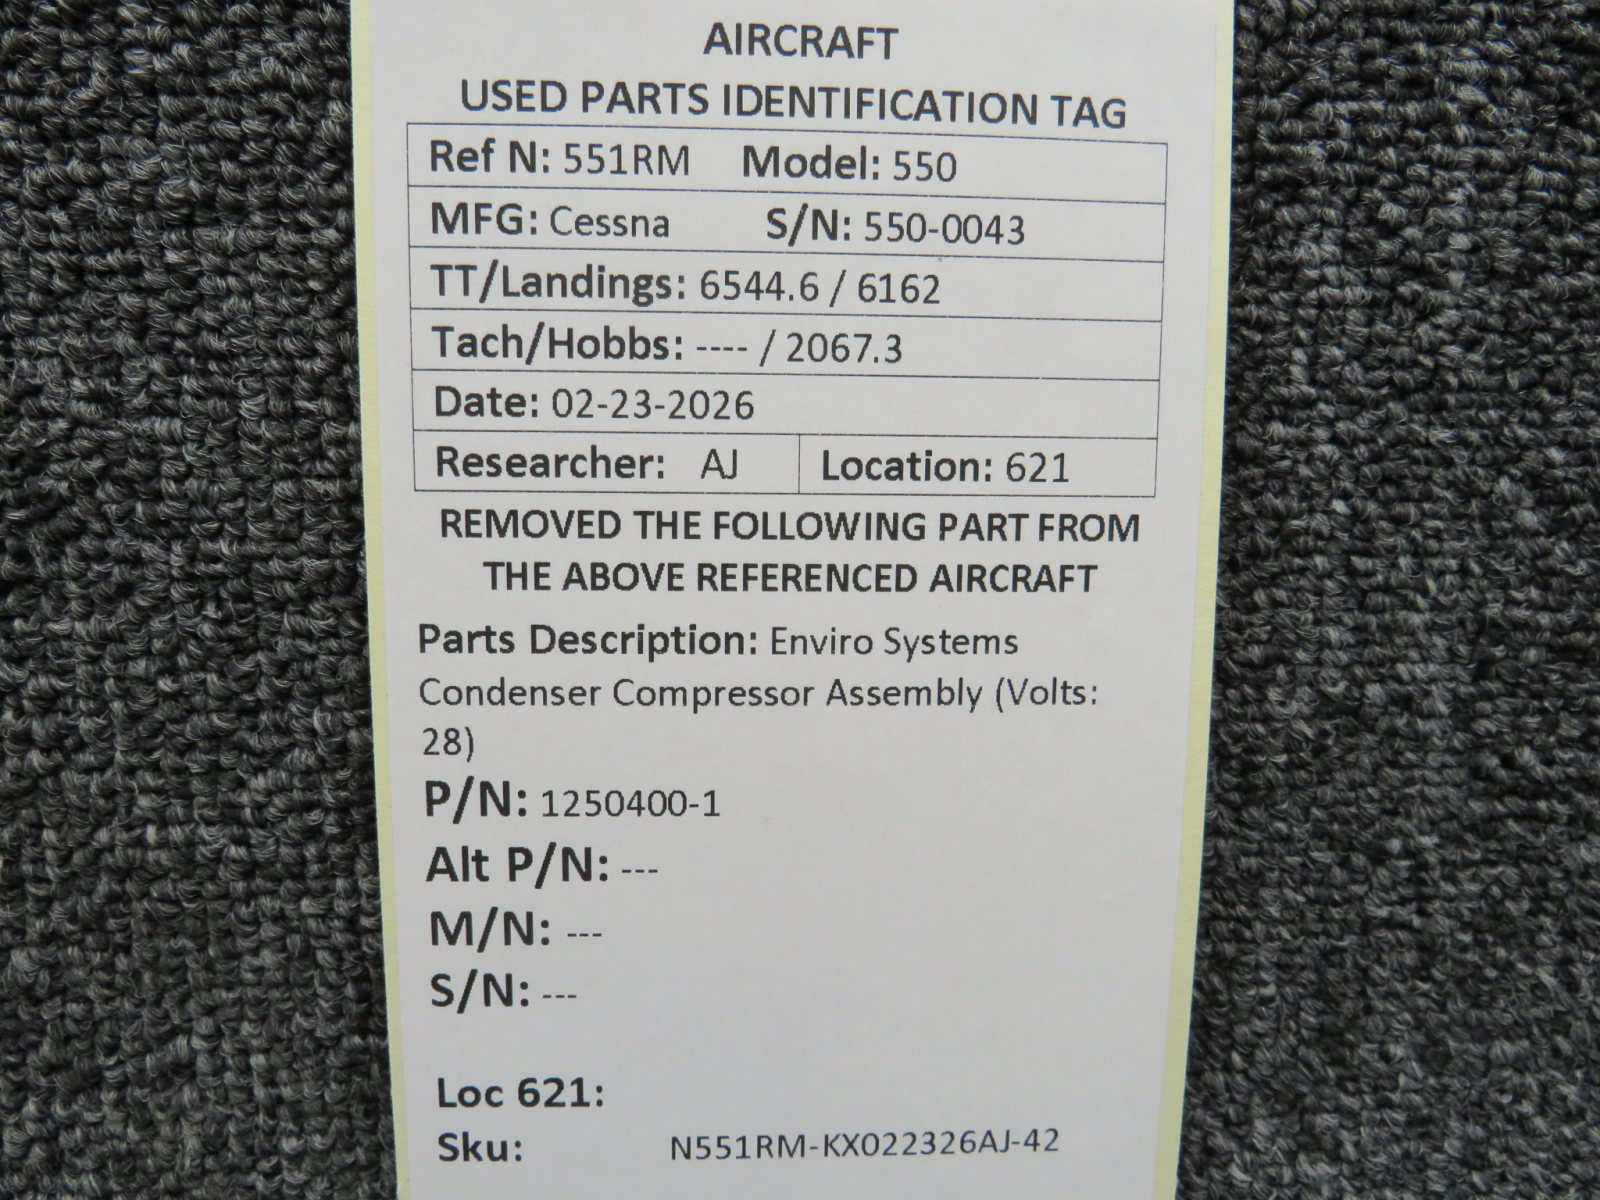 AIRCRAFT
USED PARTS IDENTIFICATION TAG
Ref N: 551RM Model: 550
MFG: Cessna S/N: 550-0043
TT/Landings: 6544.6 / 6162
Tach/Hobbs: ---- / 2067.3
Date: 02-23-2026
Researcher: AJ Location: 621
REMOVED THE FOLLOWING PART FROM
THE ABOVE REFERENCED AIRCRAFT
Parts Description: Enviro Systems
Condenser Compressor Assembly (Volts:
28)
P/N: 1250400-1
Alt P/N: ---
M/N: ---
S/N: ---
Loc 621:
Sku: N551RM-KX022326AJ-42